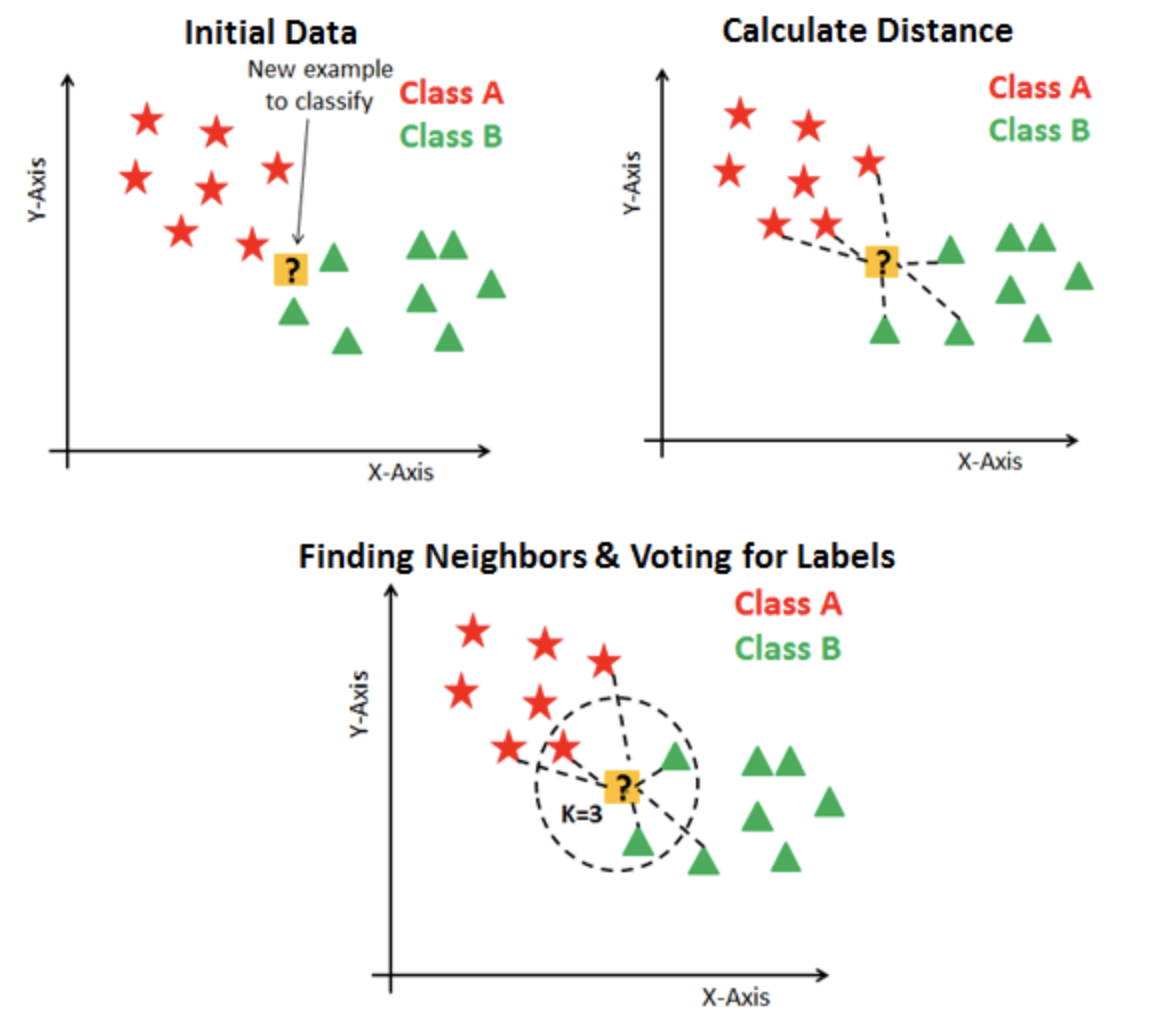 Initial Data
New example
to classify
Class A
Class B
Y-Axis
?
X-Axis
Calculate Distance
Class A
Class B
Y-Axis
?
X-Axis
Finding Neighbors & Voting for Labels
Class A
Class B
Y-Axis
?
K=3
X-Axis